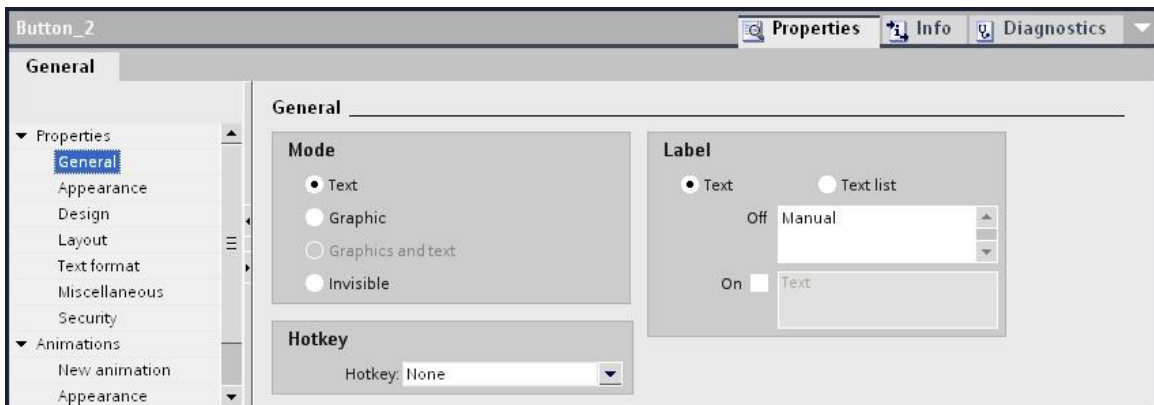 Button_2
Properties
Info
Diagnostics
General
Properties
General
Appearance
Design
Layout
Text format
Miscellaneous
Security
Animations
New animation
Appearance
General
Mode
Text
Graphic
Graphics and text
Invisible
Hotkey
Hotkey: None
Label
Text Text list
Off Manual
On Text